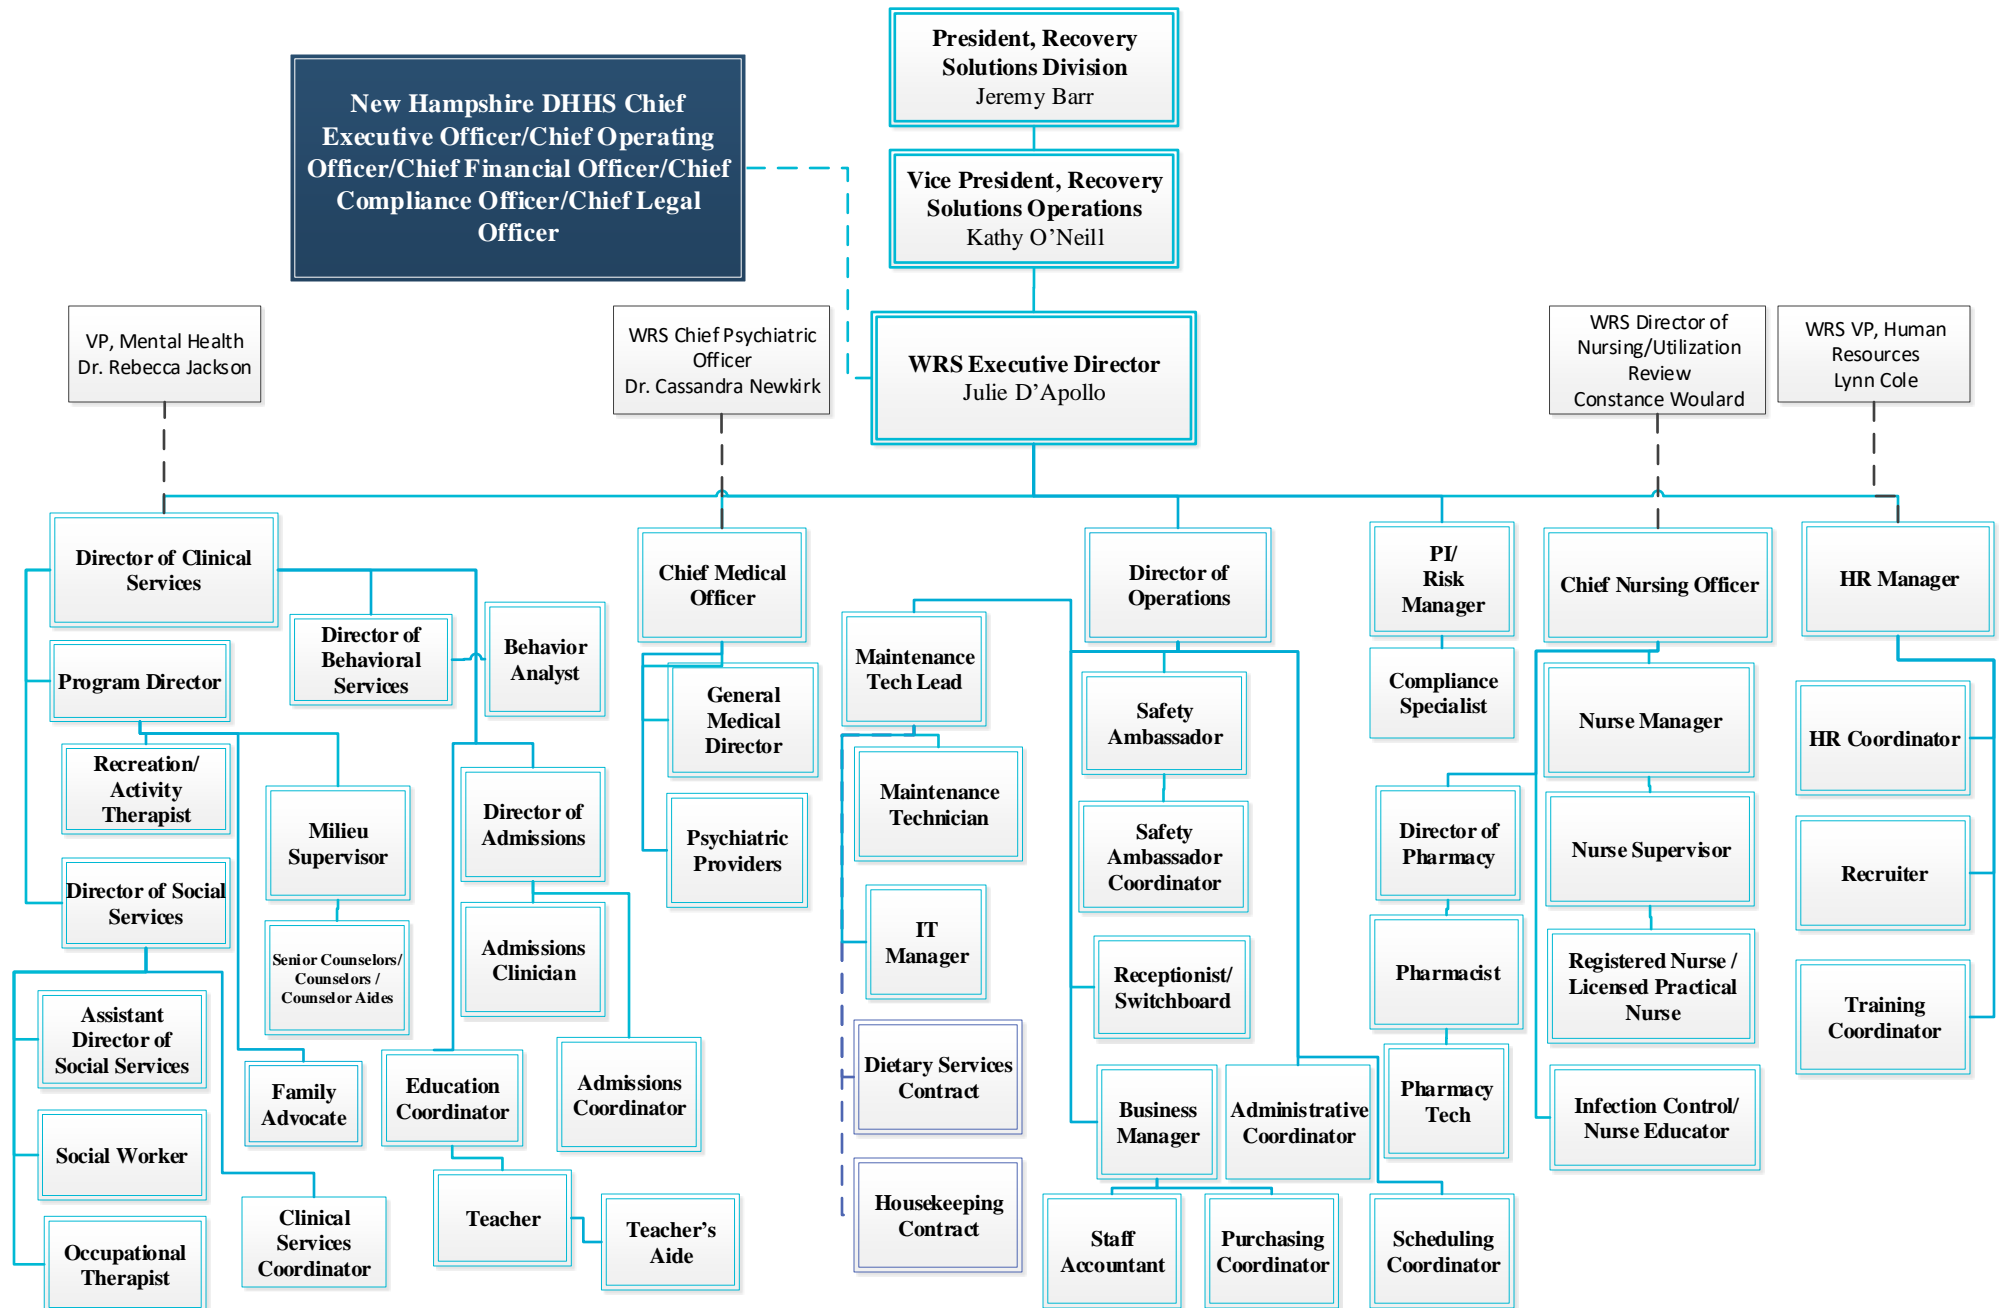 President, Recovery
Solutions Division
Jeremy Barr
New Hampshire DHHS Chief
Executive Officer/Chief Operating
Officer/Chief Financial Officer/Chief
Compliance Officer/Chief Legal
Officer
Vice President, Recovery
Solutions Operations
Kathy O’Neill
VP, Mental Health
Dr. Rebecca Jackson
WRS Chief Psychiatric
Officer
Dr. Cassandra Newkirk
WRS Executive Director
Julie D’Apollo
WRS Director of
Nursing/Utilization
Review
Constance Woulard
WRS VP, Human
Resources
Lynn Cole
Director of Clinical
Services
Chief Medical
Officer
Director of
Operations
PI/
Risk
Manager
Chief Nursing Officer
HR Manager
Program Director
Director of
Behavioral
Services
Behavior
Analyst
General
Medical
Director
Maintenance
Tech Lead
Safety
Ambassador
Compliance
Specialist
Nurse Manager
HR Coordinator
Recreation/
Activity
Therapist
Milieu
Supervisor
Director of
Admissions
Psychiatric
Providers
Maintenance
Technician
Safety
Ambassador
Coordinator
Director of
Pharmacy
Nurse Supervisor
Recruiter
Director of Social
Services
Senior Counselors/
Counselors /
Counselor Aides
Admissions
Clinician
IT
Manager
Receptionist/
Switchboard
Pharmacist
Registered Nurse /
Licensed Practical
Nurse
Training
Coordinator
Assistant
Director of
Social Services
Family
Advocate
Education
Coordinator
Admissions
Coordinator
Dietary Services
Contract
Business
Manager
Administrative
Coordinator
Pharmacy
Tech
Infection Control/
Nurse Educator
Social Worker
Clinical
Services
Coordinator
Teacher
Teacher’s
Aide
Housekeeping
Contract
Staff
Accountant
Purchasing
Coordinator
Scheduling
Coordinator
Occupational
Therapist